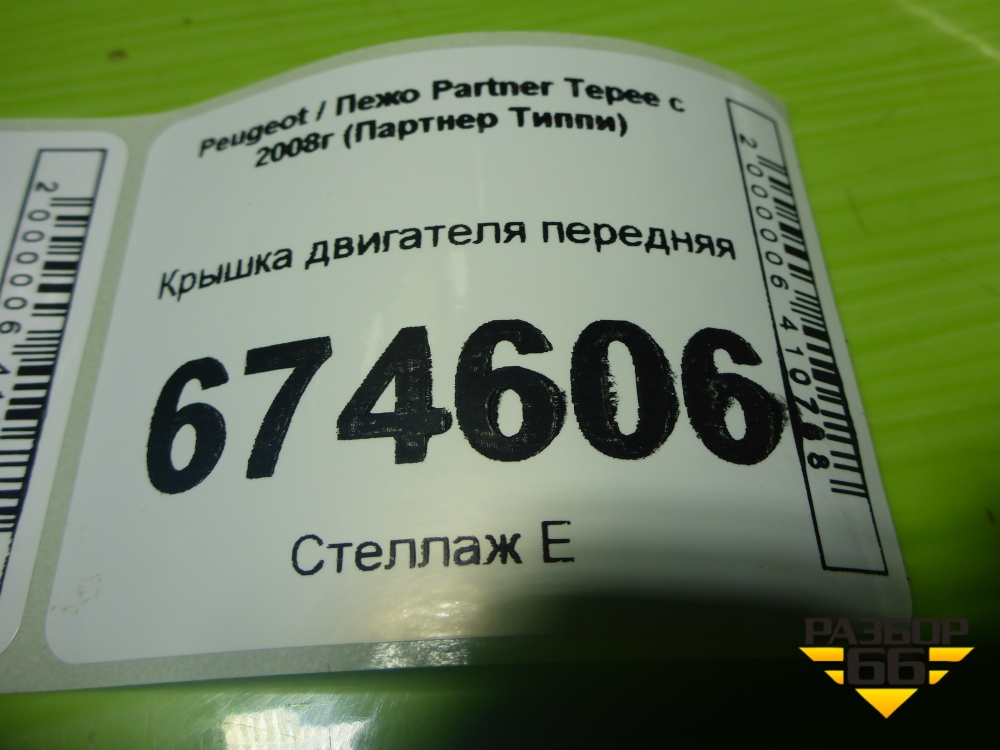 Peugeot / Пежо Partner Tepee с
2008г (Партнер Типпи)
Крышка двигателя передняя
674606
Стеллаж Е
РАЗБОР
66